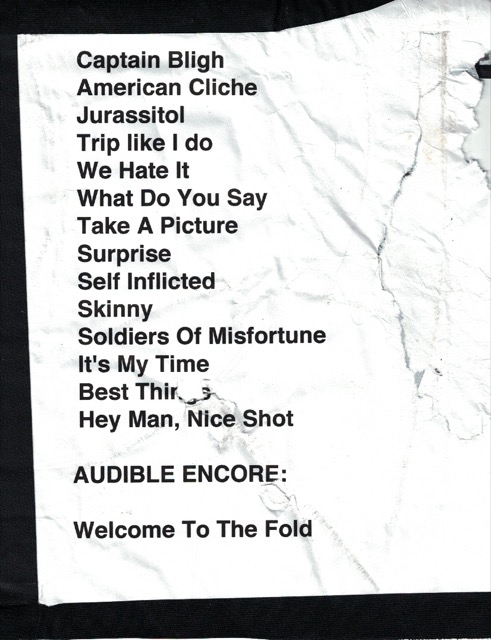 Captain Bligh
American Cliche
Jurassitol
Trip like I do
We Hate It
What Do You Say
Take A Picture
Surprise
Self Inflicted
Skinny
Soldiers Of Misfortune
It's My Time
Best Things
Hey Man, Nice Shot
AUDIBLE ENCORE:
Welcome To The Fold